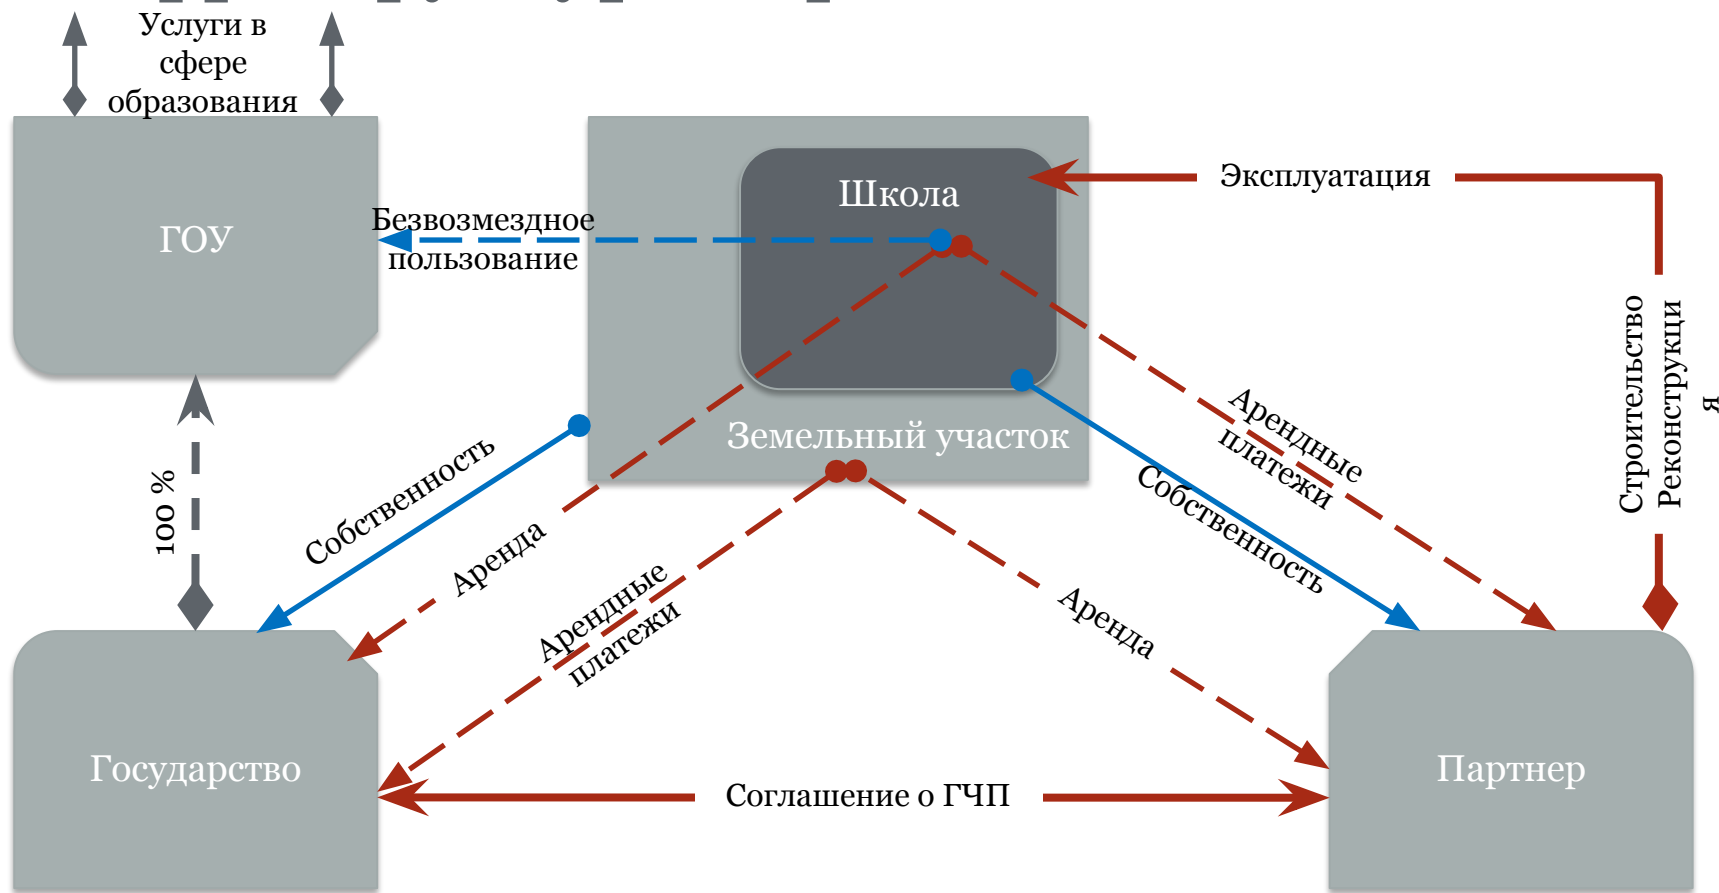 Услуги в
сфере
образования
ГОУ
Безвозмездное
пользование
Школа
Эксплуатация
Земельный участок
Строительство
Реконструкци
я
100 %
Собственность
Аренда
Арендные
платежи
Арендные
платежи
Собственность
Аренда
Государство
Соглашение о ГЧП
Партнер